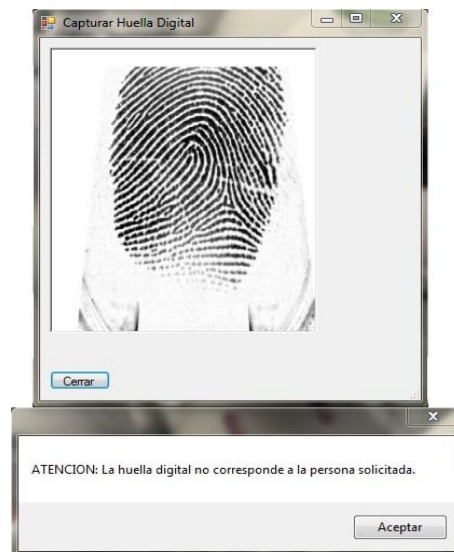 Capturar Huella Digital
Cerrar
ATENCION: La huella digital no corresponde a la persona solicitada.
Aceptar